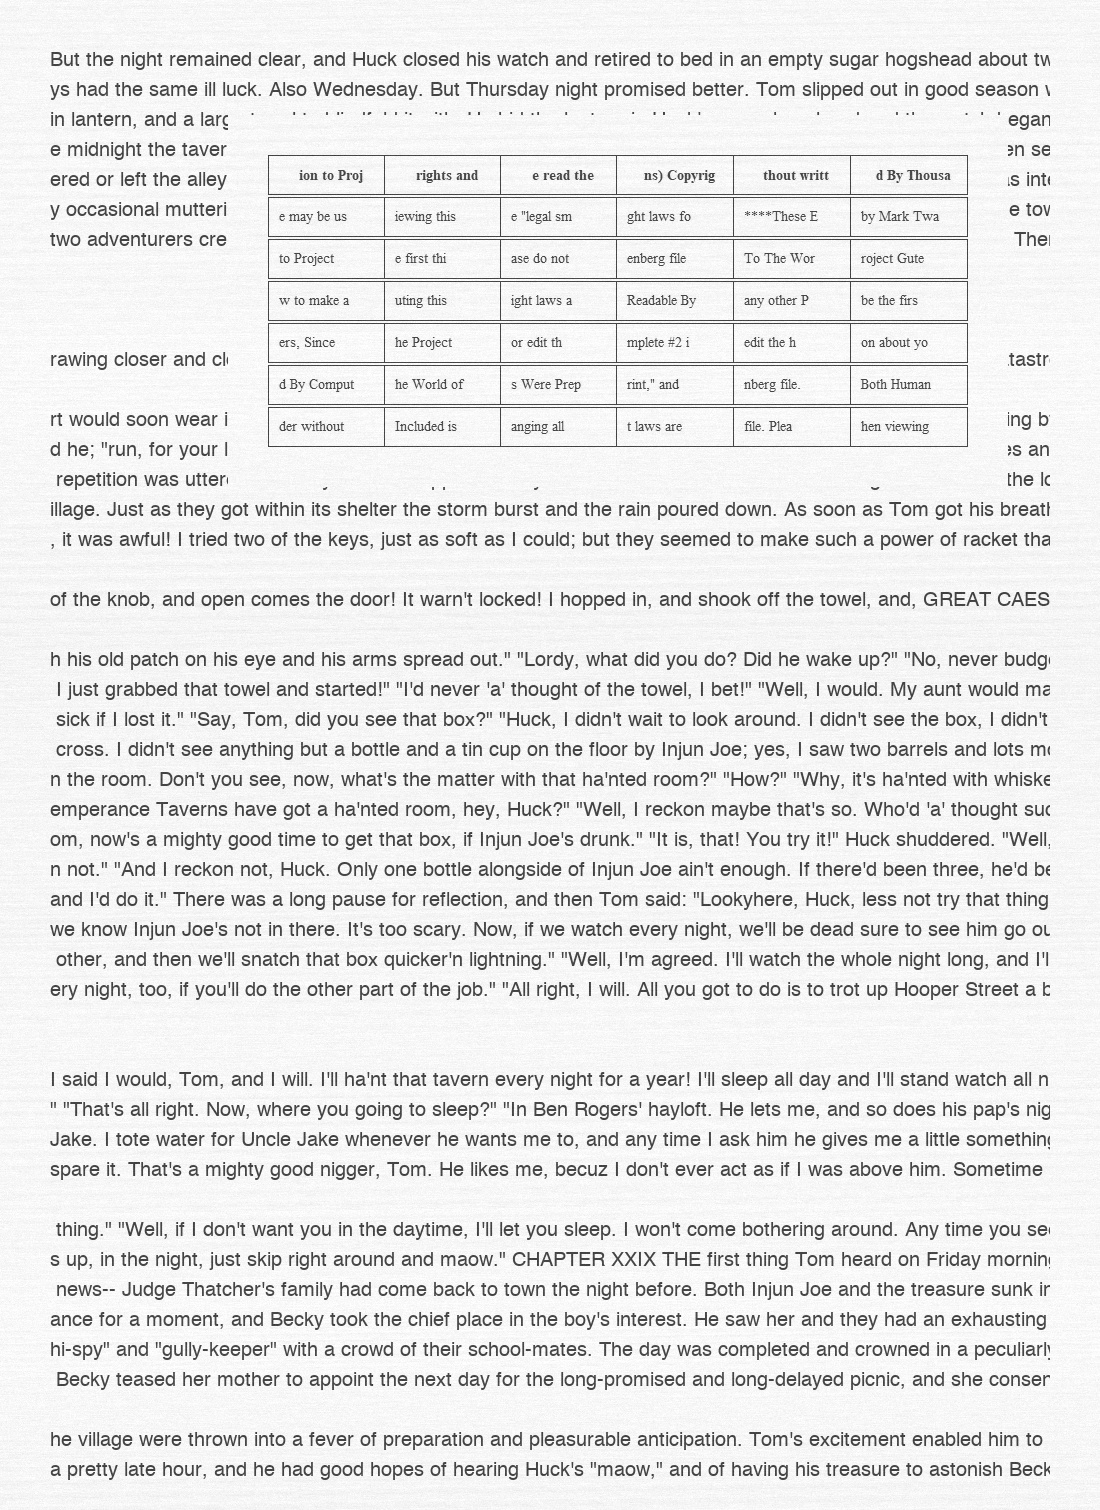 But the night remained clear, and Huck closed his watch and retired to bed in an empty sugar hogshead about tw
ys had the same ill luck. Also Wednesday. But Thursday night promised better. Tom slipped out in good season
in lantern, and a larg egan
e midnight the taver en se
ered or left the alley as inte
y occasional mutteri e tow
two adventurers cre Ther
rawing closer and cl tastr
rt would soon wear i ing b
d he; "run, for your es an
repetition was utter the lo
ion to Proj rights and e read the ns) Copyrig thout writt d By Thousa
e may be us iewing this e "legal sm ght laws fo ****These E by Mark Twa
to Project e first thi ase do not enberg file To The Wor roject Gute
w to make a uting this ight laws a Readable By any other P be the firs
ers, Since he Project or edit th mplete #2 i edit the h on about yo
d By Comput he World of s Were Prep rint," and nberg file. Both Human
der without Included is anging all t laws are file. Plea hen viewing
illage. Just as they got within its shelter the storm burst and the rain poured down. As soon as Tom got his breath
, it was awful! I tried two of the keys, just as soft as I could; but they seemed to make such a power of racket tha
of the knob, and open comes the door! It warn't locked! I hopped in, and shook off the towel, and, GREAT CAES
h his old patch on his eye and his arms spread out." "Lordy, what did you do? Did he wake up?" "No, never budge
I just grabbed that towel and started!" "I'd never 'a' thought of the towel, I bet!" "Well, I would. My aunt would ma
sick if I lost it." "Say, Tom, did you see that box?" "Huck, I didn't wait to look around. I didn't see the box, I didn't
cross. I didn't see anything but a bottle and a tin cup on the floor by Injun Joe; yes, I saw two barrels and lots mo
n the room. Don't you see, now, what's the matter with that ha'nted room?" "How?" "Why, it's ha'nted with whiske
emperance Taverns have got a ha'nted room, hey, Huck?" "Well, I reckon maybe that's so. Who'd 'a' thought suc
om, now's a mighty good time to get that box, if Injun Joe's drunk." "It is, that! You try it!" Huck shuddered. "Well,
n not." "And I reckon not, Huck. Only one bottle alongside of Injun Joe ain't enough. If there'd been three, he'd be
and I'd do it." There was a long pause for reflection, and then Tom said: "Lookyhere, Huck, less not try that thing
we know Injun Joe's not in there. It's too scary. Now, if we watch every night, we'll be dead sure to see him go ou
other, and then we'll snatch that box quicker'n lightning." "Well, I'm agreed. I'll watch the whole night long, and I'l
ery night, too, if you'll do the other part of the job." "All right, I will. All you got to do is to trot up Hooper Street a b
I said I would, Tom, and I will. I'll ha'nt that tavern every night for a year! I'll sleep all day and I'll stand watch all n
" "That's all right. Now, where you going to sleep?" "In Ben Rogers' hayloft. He lets me, and so does his pap's nig
Jake. I tote water for Uncle Jake whenever he wants me to, and any time I ask him he gives me a little something
spare it. That's a mighty good nigger, Tom. He likes me, becuz I don't ever act as if I was above him. Sometime
thing." "Well, if I don't want you in the daytime, I'll let you sleep. I won't come bothering around. Any time you see
s up, in the night, just skip right around and maow." CHAPTER XXIX THE first thing Tom heard on Friday morning
news-- Judge Thatcher's family had come back to town the night before. Both Injun Joe and the treasure sunk in
ance for a moment, and Becky took the chief place in the boy's interest. He saw her and they had an exhausting
hi-spy" and "gully-keeper" with a crowd of their school-mates. The day was completed and crowned in a peculiarly
Becky teased her mother to appoint the next day for the long-promised and long-delayed picnic, and she consen
he village were thrown into a fever of preparation and pleasurable anticipation. Tom's excitement enabled him to
a pretty late hour, and he had good hopes of hearing Huck's "maow," and of having his treasure to astonish Beck